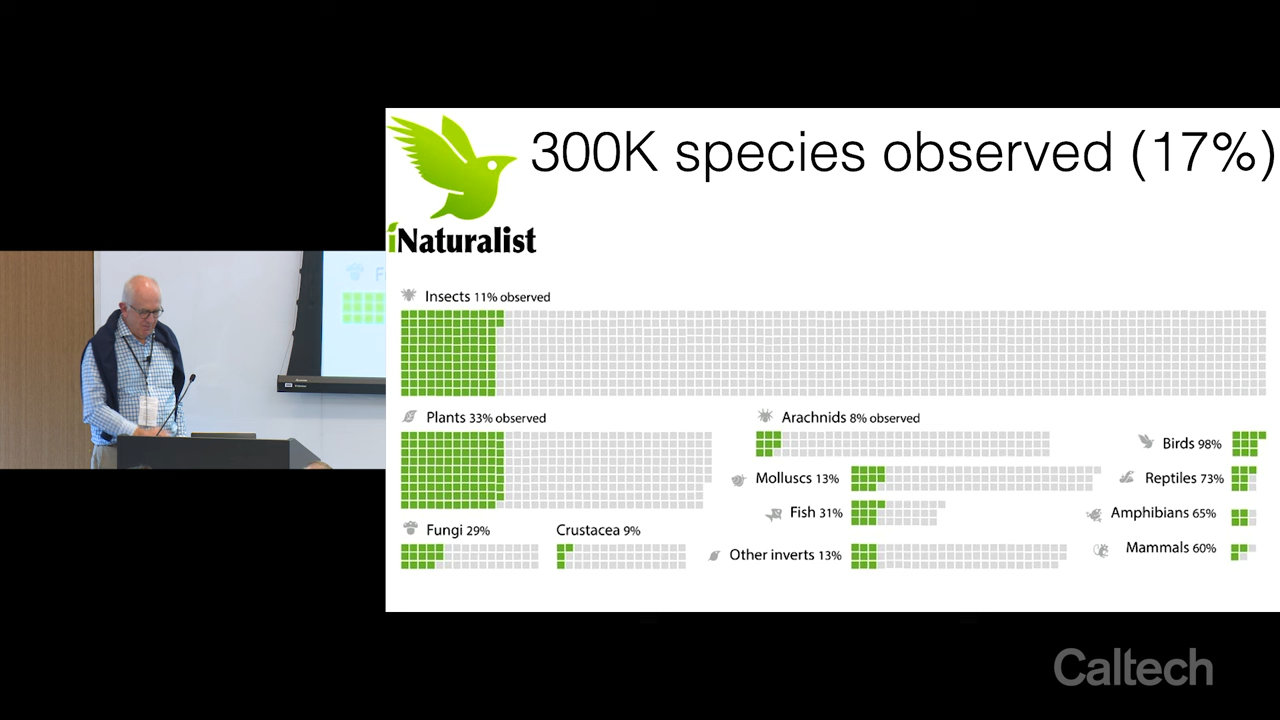 300K species observed (17%)
iNaturalist
Insects 11% observed
Plants 33% observed
Arachnids 8% observed
Birds 98%
Molluscs 13%
Reptiles 73%
Fish 31%
Amphibians 65%
Fungi 29%
Crustacea 9%
Other inverts 13%
Mammals 60%
Caltech